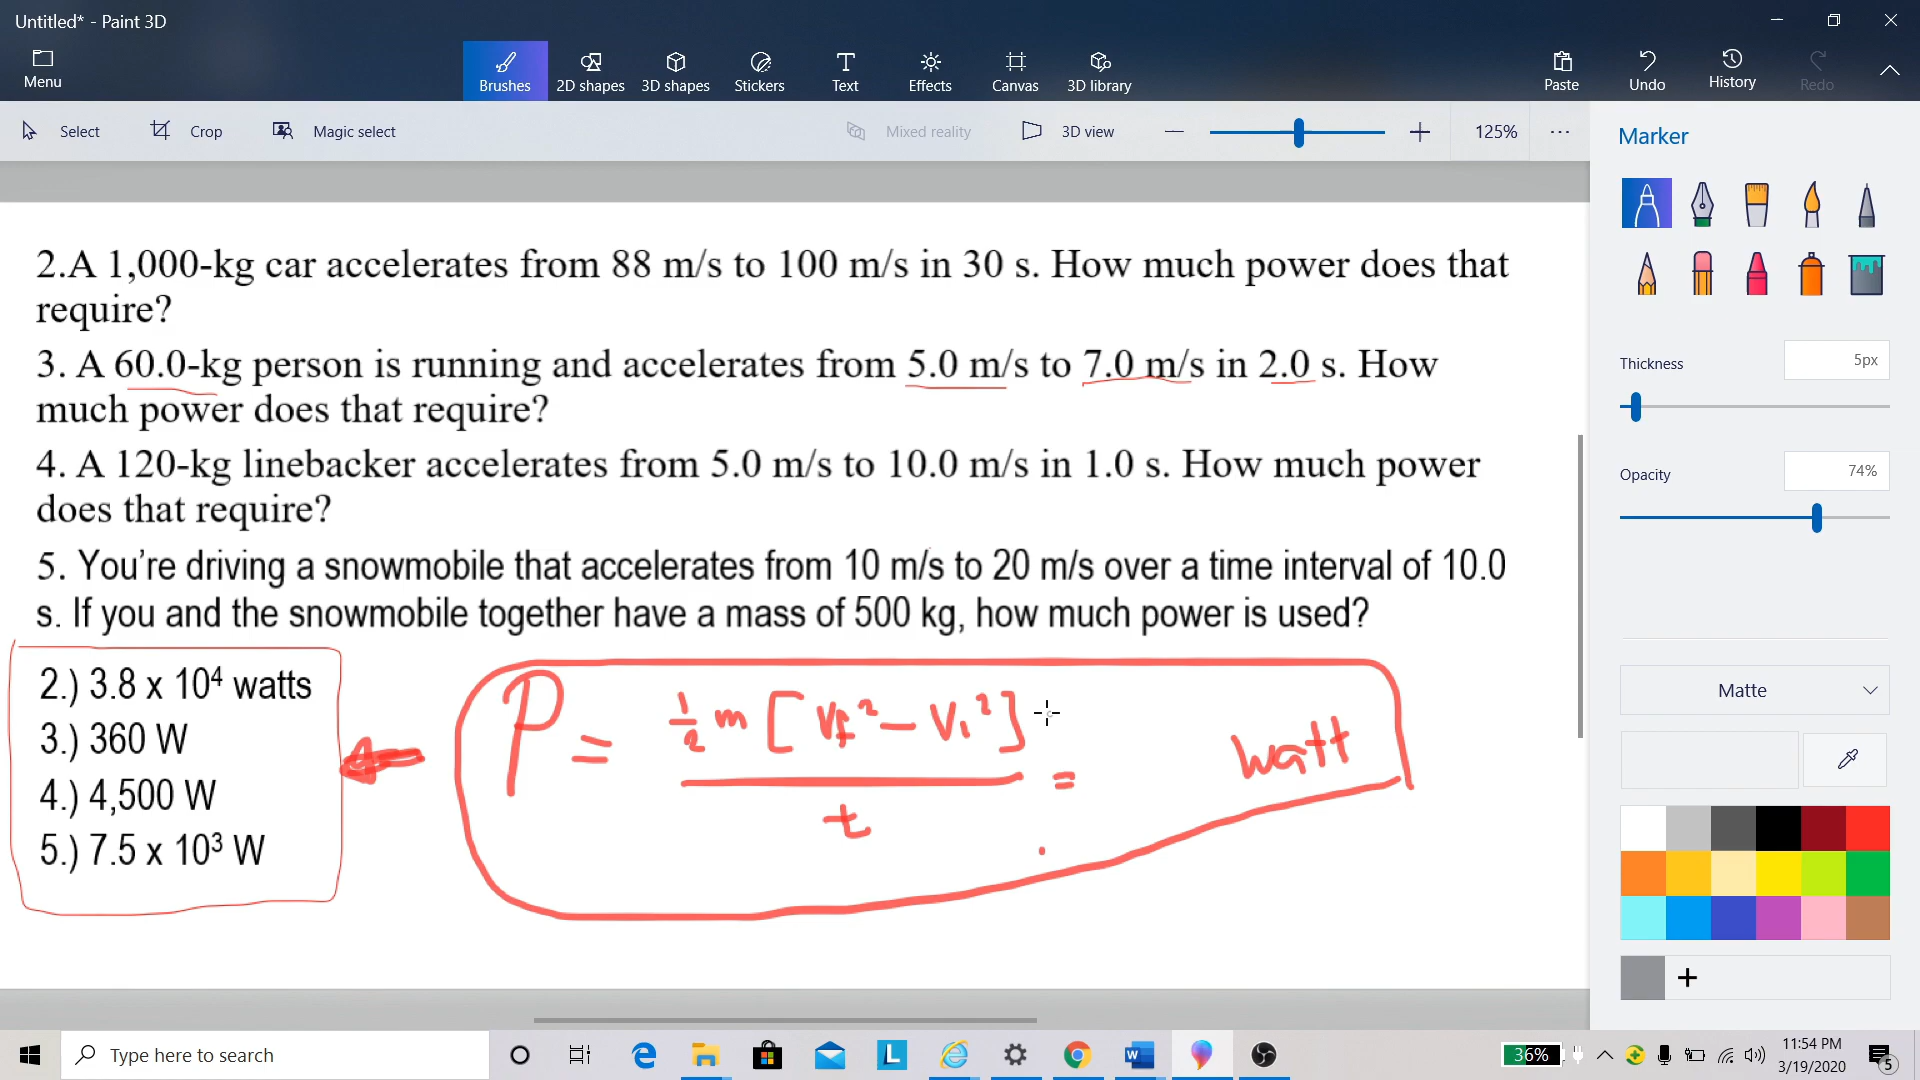 Untitled* - Paint 3D
Menu
Brushes
2D shapes
3D shapes
Stickers
Text
Effects
Canvas
3D library
Paste
Undo
History
Redo
Select
Crop
Magic select
Mixed reality
3D view
125%
Marker
2.A 1,000-kg car accelerates from 88 m/s to 100 m/s in 30 s. How much power does that
require?
3. A 60.0-kg person is running and accelerates from 5.0 m/s to 7.0 m/s in 2.0 s. How
much power does that require?
4. A 120-kg linebacker accelerates from 5.0 m/s to 10.0 m/s in 1.0 s. How much power
does that require?
5. You’re driving a snowmobile that accelerates from 10 m/s to 20 m/s over a time interval of 10.0
s. If you and the snowmobile together have a mass of 500 kg, how much power is used?
2.) 3.8 x 10⁴ watts
3.) 360 W
4.) 4,500 W
5.) 7.5 x 10³ W
P = ½ m [Vf² – Vi²] / t = watt
Thickness
5px
Opacity
74%
Matte
+
Type here to search
36%
11:54 PM
3/19/2020
5